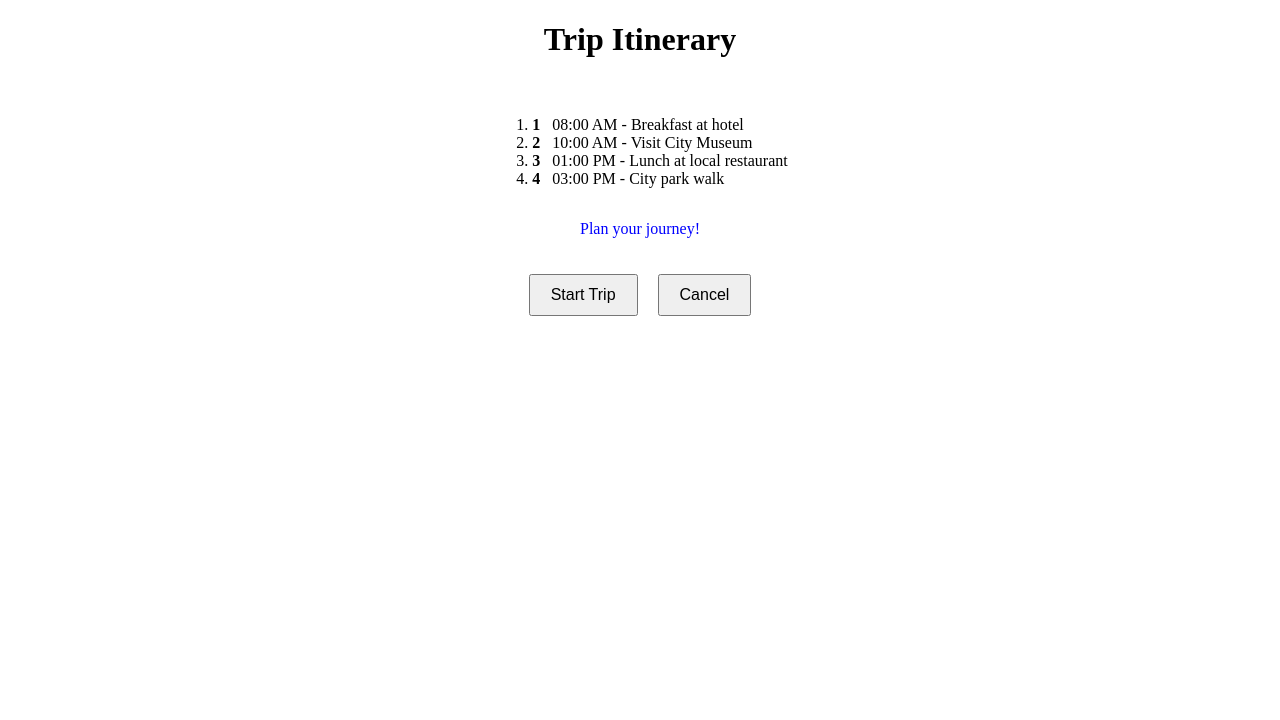 Trip Itinerary
1. 1 08:00 AM - Breakfast at hotel
2. 2 10:00 AM - Visit City Museum
3. 3 01:00 PM - Lunch at local restaurant
4. 4 03:00 PM - City park walk
Plan your journey!
Start Trip Cancel